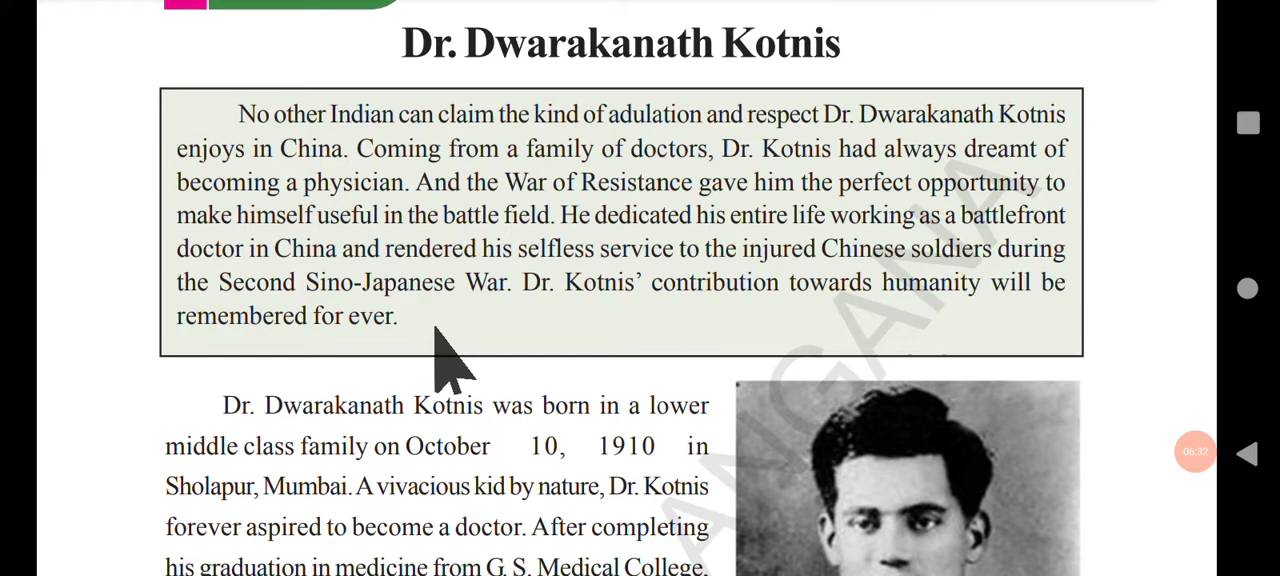 Dr. Dwarakanath Kotnis
No other Indian can claim the kind of adulation and respect Dr. Dwarakanath Kotnis
enjoys in China. Coming from a family of doctors, Dr. Kotnis had always dreamt of
becoming a physician. And the War of Resistance gave him the perfect opportunity to
make himself useful in the battle field. He dedicated his entire life working as a battlefront
doctor in China and rendered his selfless service to the injured Chinese soldiers during
the Second Sino-Japanese War. Dr. Kotnis’ contribution towards humanity will be
remembered for ever.
Dr. Dwarakanath Kotnis was born in a lower
middle class family on October 10, 1910 in
Sholapur, Mumbai. A vivacious kid by nature, Dr. Kotnis
forever aspired to become a doctor. After completing
his graduation in medicine from G. S. Medical College,
06:32
ANGANA